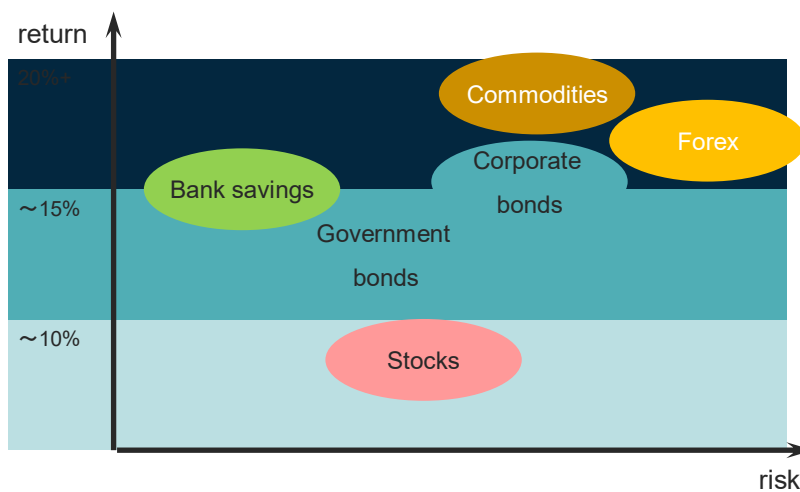 return
20%+
Commodities
Forex
Corporate
bonds
Bank savings
～15%
Government
bonds
～10%
Stocks
risk